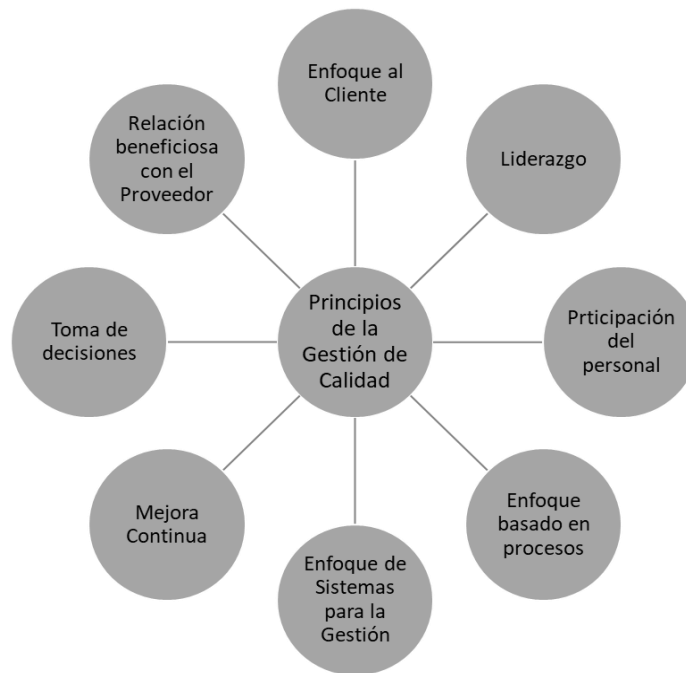 Enfoque al
Cliente
Relación
beneficiosa
con el
Proveedor
Liderazgo
Principios
de la
Gestión de
Calidad
Toma de
decisiones
Prticipación
del
personal
Mejora
Continua
Enfoque
basado en
procesos
Enfoque de
Sistemas
para la
Gestión